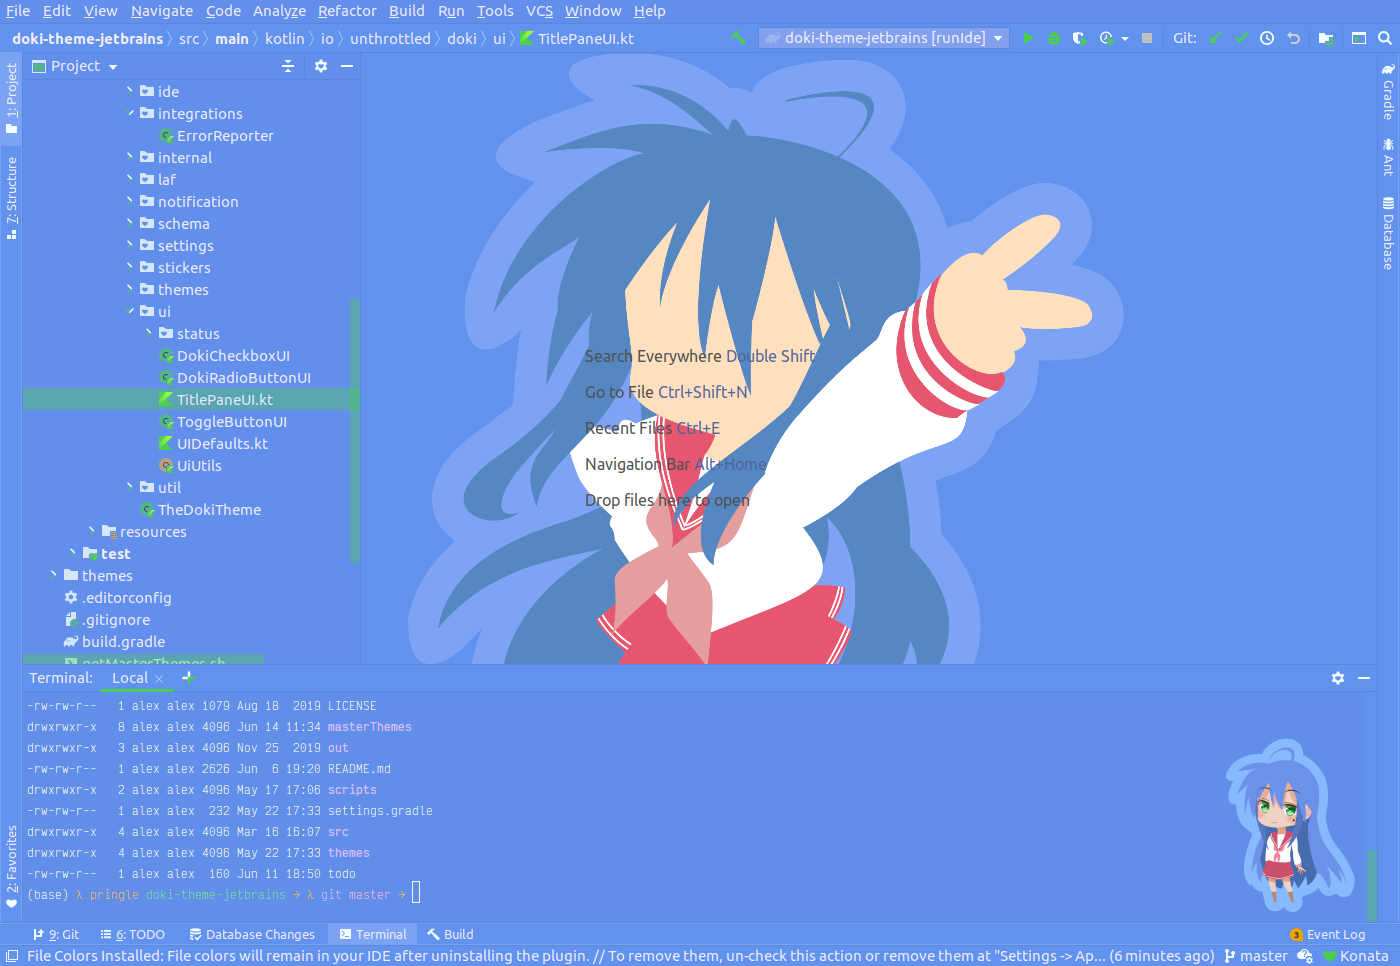 File Edit View Navigate Code Analyze Refactor Build Run Tools VCS Window Help
doki-theme-jetbrains src main kotlin io unthrottled doki ui TitlePaneUI.kt doki-theme-jetbrains [runIde] Git:
1: Project
7: Structure
2: Favorites
Project
ide
integrations
ErrorReporter
internal
laf
notification
schema
settings
stickers
themes
ui
status
DokiCheckboxUI
DokiRadioButtonUI
TitlePaneUI.kt
ToggleButtonUI
UIDefaults.kt
UiUtils
util
TheDokiTheme
resources
test
themes
.editorconfig
.gitignore
build.gradle
getMasterThemes.sh
Search Everywhere Double Shift
Go to File Ctrl+Shift+N
Recent Files Ctrl+E
Navigation Bar Alt+Home
Drop files here to open
Gradle
Ant
Database
Terminal: Local
-rw-rw-r-- 1 alex alex 1079 Aug 18 2019 LICENSE
drwxrwxr-x 8 alex alex 4096 Jun 14 11:34 masterThemes
drwxrwxr-x 3 alex alex 4096 Nov 25 2019 out
-rw-rw-r-- 1 alex alex 2626 Jun 6 19:20 README.md
drwxrwxr-x 2 alex alex 4096 May 17 17:06 scripts
-rw-rw-r-- 1 alex alex 232 May 22 17:33 settings.gradle
drwxrwxr-x 4 alex alex 4096 Mar 16 16:07 src
drwxrwxr-x 4 alex alex 4096 May 22 17:33 themes
-rw-rw-r-- 1 alex alex 160 Jun 11 18:50 todo
(base) λ pringle doki-theme-jetbrains → λ git master →
9: Git 6: TODO Database Changes Terminal Build 3 Event Log
File Colors Installed: File colors will remain in your IDE after uninstalling the plugin. // To remove them, un-check this action or remove them at "Settings -> Ap... (6 minutes ago) master Konata